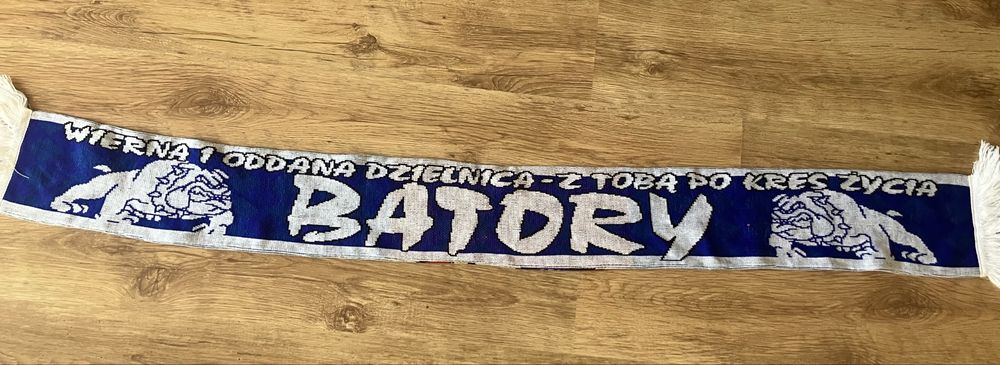 WIERNA I ODDANA DZIELNICA - Z TOBĄ PO KRES ŻYCIA
BATORY